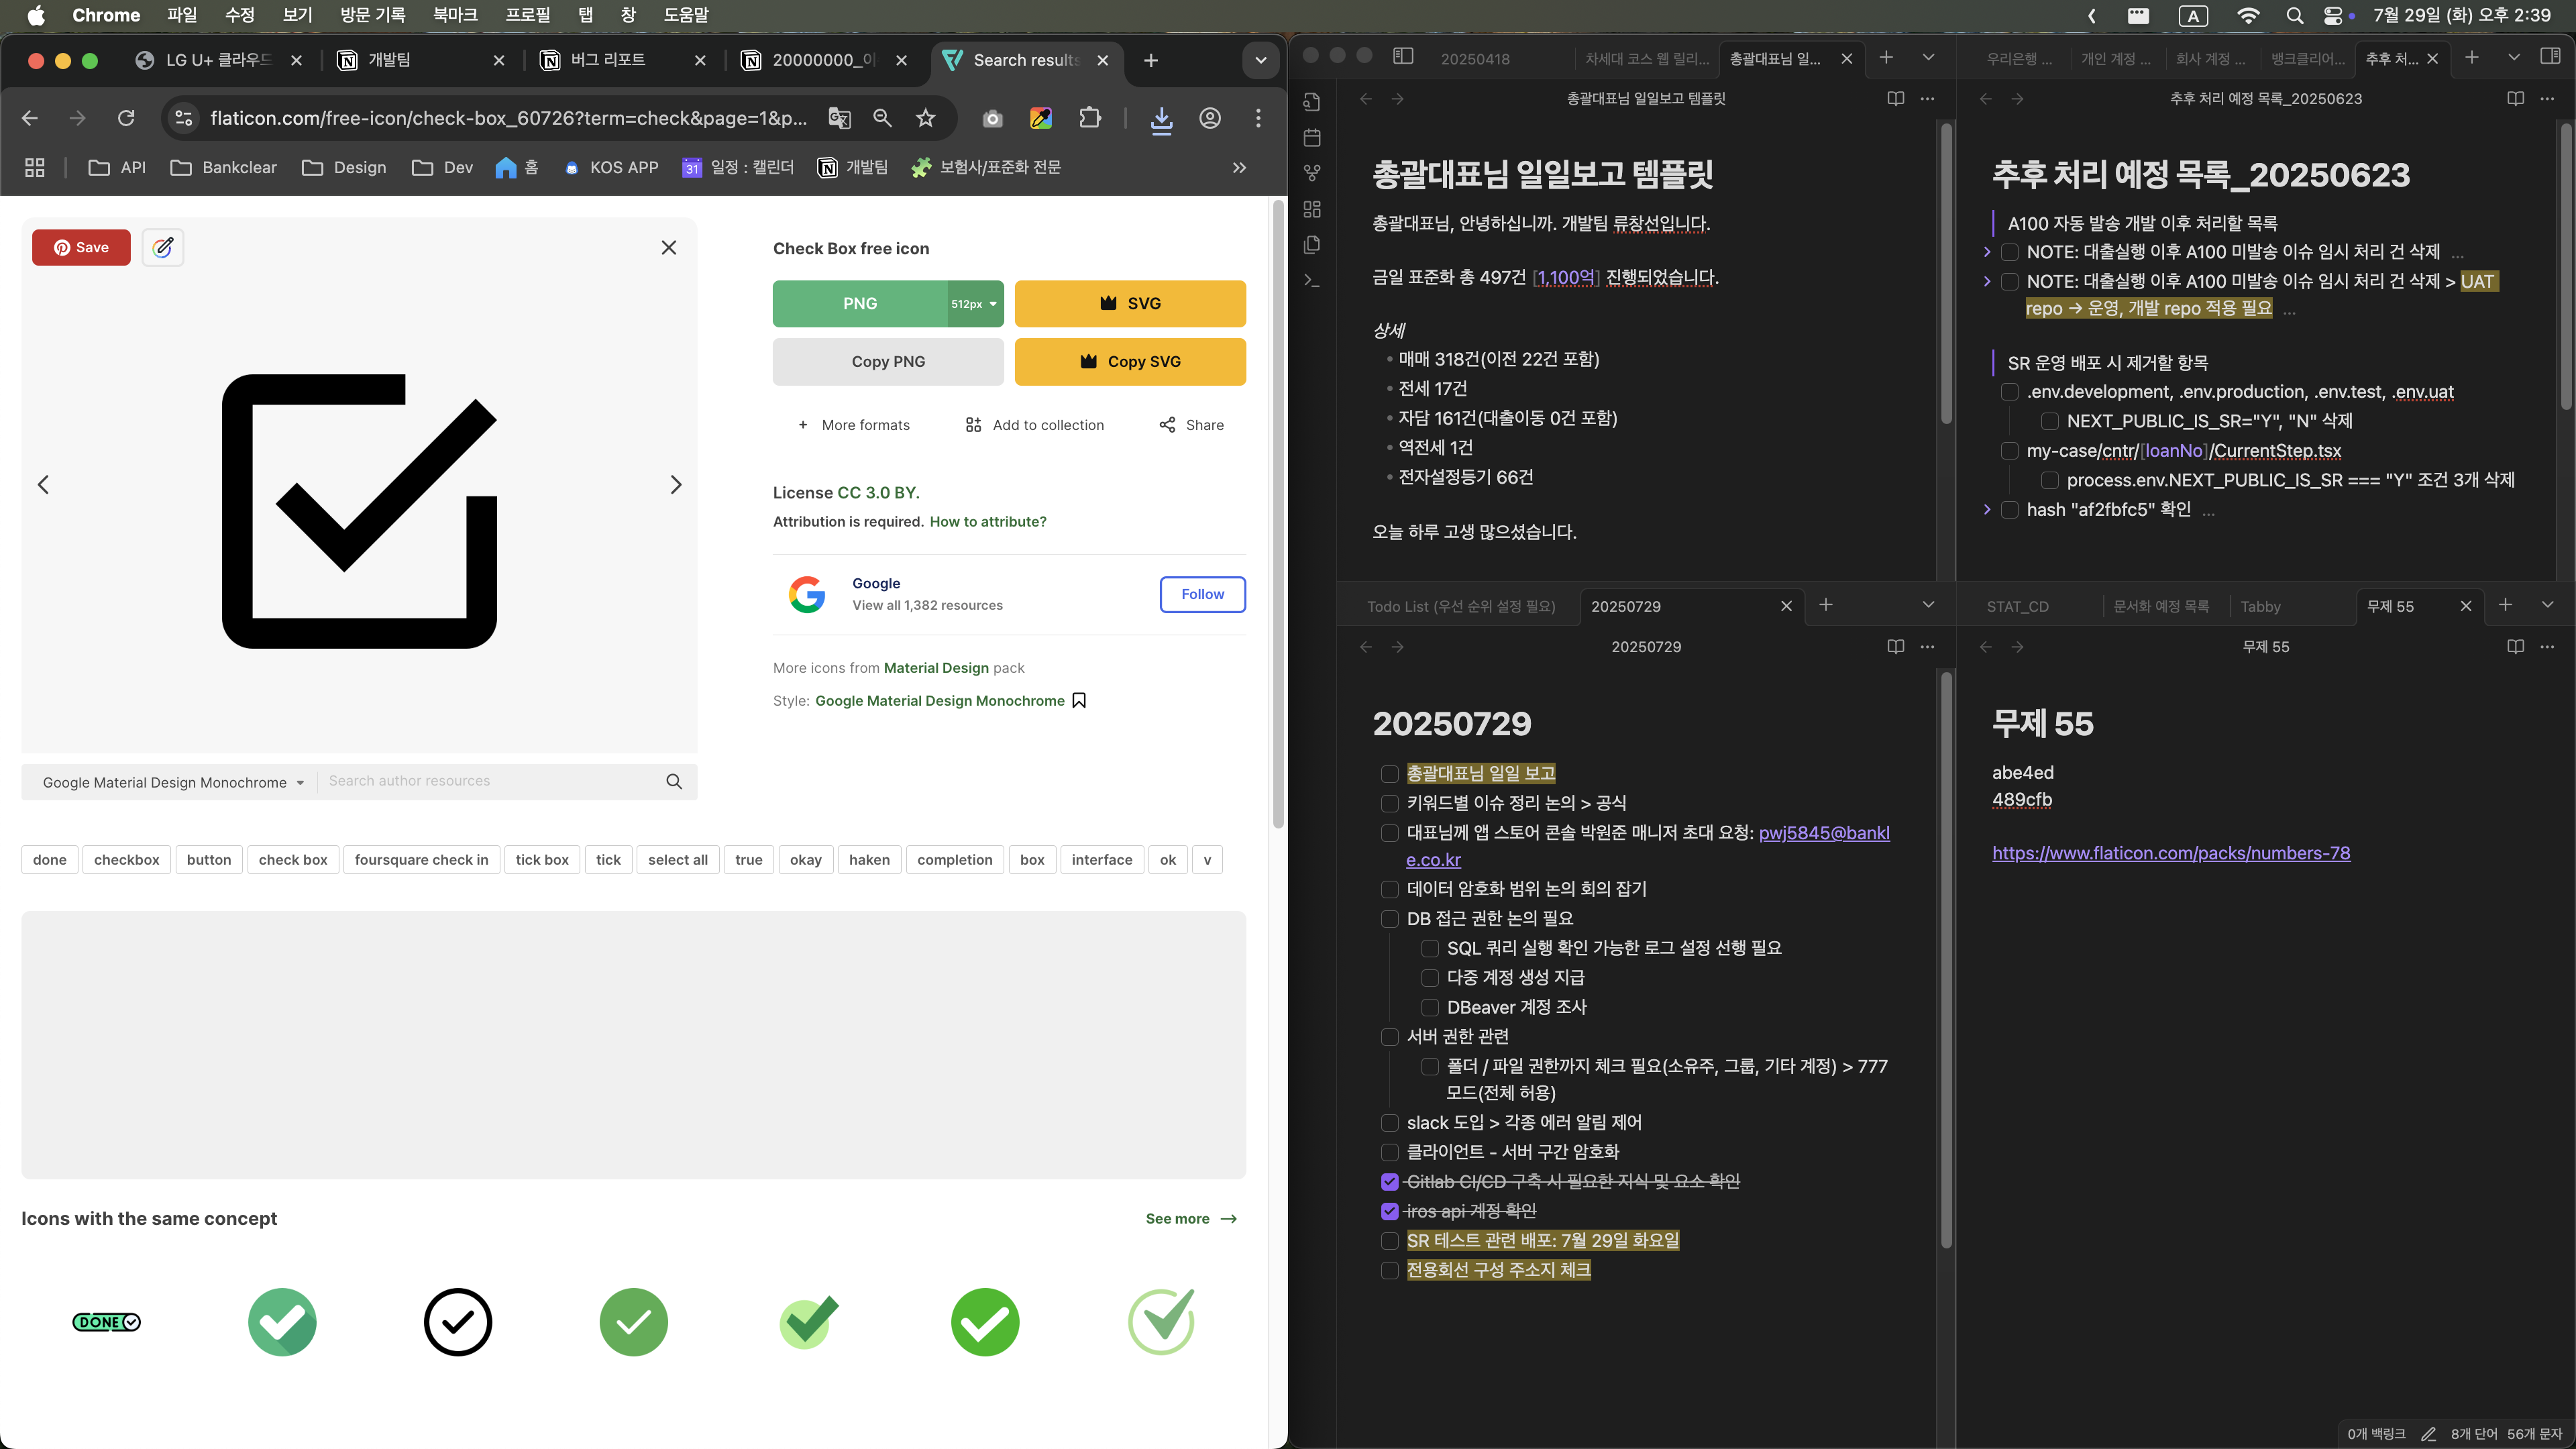 Chrome 파일 수정 보기 방문 기록 북마크 프로필 탭 창 도움말
A 7월 29일 (화) 오후 2:39
LG U+ 클라우드
개발팀
버그 리포트
20000000_이
Search results
flaticon.com/free-icon/check-box_60726?term=check&page=1&p...
API
Bankclear
Design
Dev
홈
KOS APP
31 일정 : 캘린더
개발팀
보험사/표준화 전문
Save
Check Box free icon
PNG 512px
SVG
Copy PNG
Copy SVG
+ More formats
Add to collection
Share
License CC 3.0 BY.
Attribution is required. How to attribute?
Google
View all 1,382 resources
Follow
More icons from Material Design pack
Style: Google Material Design Monochrome
Google Material Design Monochrome
Search author resources
done
checkbox
button
check box
foursquare check in
tick box
tick
select all
true
okay
haken
completion
box
interface
ok
v
Icons with the same concept
See more
DONE
20250418
차세대 코스 웹 릴리...
총괄대표님 일...
총괄대표님 일일보고 템플릿
총괄대표님 일일보고 템플릿
총괄대표님, 안녕하십니까. 개발팀 류창선입니다.
금일 표준화 총 497건 [1,100억] 진행되었습니다.
상세
• 매매 318건(이전 22건 포함)
• 전세 17건
• 자담 161건(대출이동 0건 포함)
• 역전세 1건
• 전자설정등기 66건
오늘 하루 고생 많으셨습니다.
우리은행 ...
개인 계정 ...
회사 계정 ...
뱅크클리어...
추후 처...
추후 처리 예정 목록_20250623
추후 처리 예정 목록_20250623
A100 자동 발송 개발 이후 처리할 목록
NOTE: 대출실행 이후 A100 미발송 이슈 임시 처리 건 삭제 ...
NOTE: 대출실행 이후 A100 미발송 이슈 임시 처리 건 삭제 > UAT
repo → 운영, 개발 repo 적용 필요 ...
SR 운영 배포 시 제거할 항목
.env.development, .env.production, .env.test, .env.uat
NEXT_PUBLIC_IS_SR="Y", "N" 삭제
my-case/cntr/[loanNo]/CurrentStep.tsx
process.env.NEXT_PUBLIC_IS_SR === "Y" 조건 3개 삭제
hash "af2fbfc5" 확인 ...
Todo List (우선 순위 설정 필요)
20250729
20250729
20250729
총괄대표님 일일 보고
키워드별 이슈 정리 논의 > 공식
대표님께 앱 스토어 콘솔 박원준 매니저 초대 요청: pwj5845@bankl
e.co.kr
데이터 암호화 범위 논의 회의 잡기
DB 접근 권한 논의 필요
SQL 쿼리 실행 확인 가능한 로그 설정 선행 필요
다중 계정 생성 지급
DBeaver 계정 조사
서버 권한 관련
폴더 / 파일 권한까지 체크 필요(소유주, 그룹, 기타 계정) > 777
모드(전체 허용)
slack 도입 > 각종 에러 알림 제어
클라이언트 - 서버 구간 암호화
Gitlab CI/CD 구축 시 필요한 지식 및 요소 확인
iros api 계정 확인
SR 테스트 관련 배포: 7월 29일 화요일
전용회선 구성 주소지 체크
STAT_CD
문서화 예정 목록
Tabby
무제 55
무제 55
무제 55
abe4ed
489cfb
https://www.flaticon.com/packs/numbers-78
0개 백링크
8개 단어
56개 문자